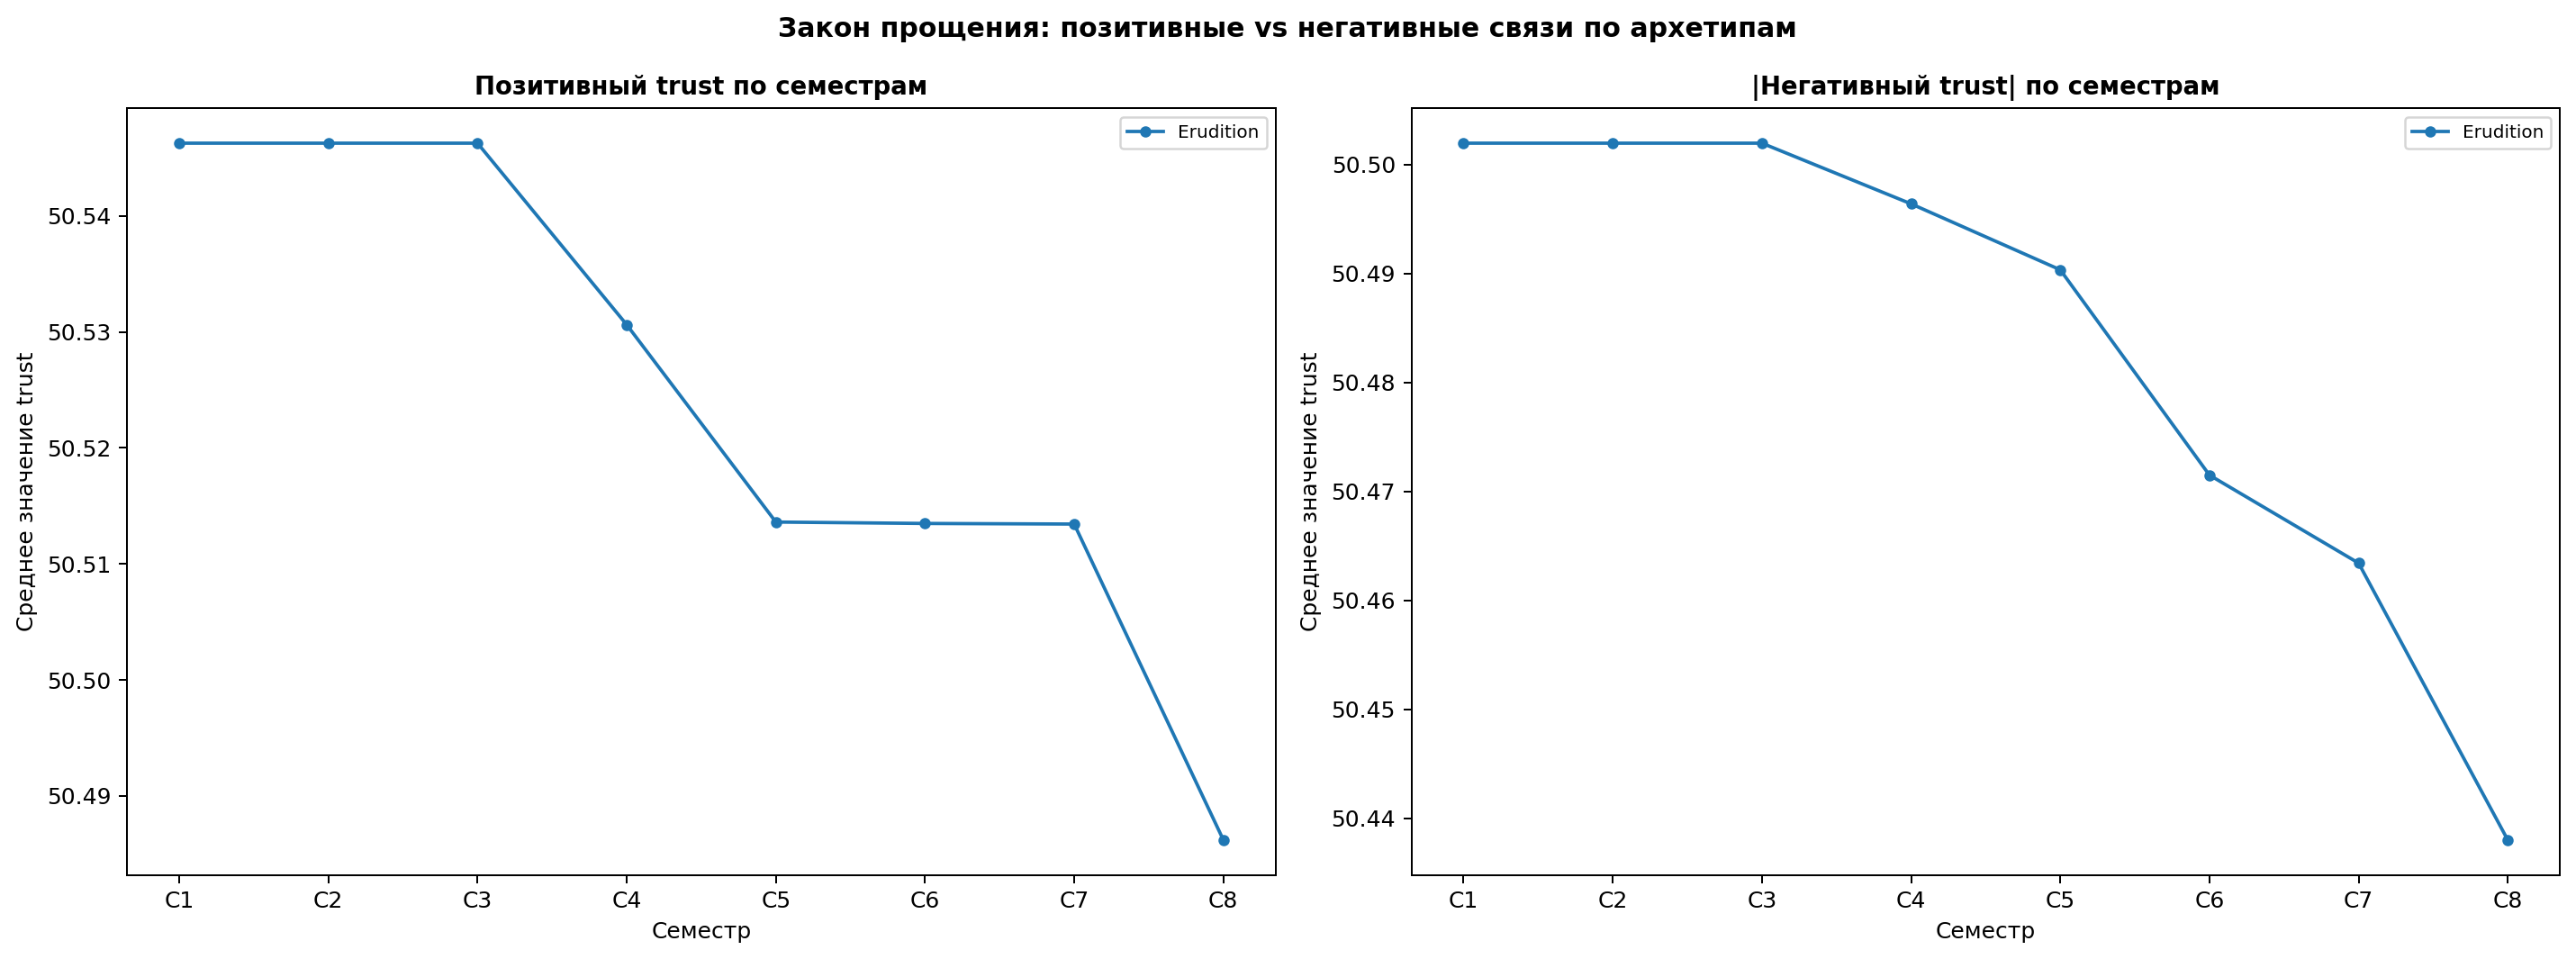 Закон прощения: позитивные vs негативные связи по архетипам
Позитивный trust по семестрам
Erudition
50.54
50.53
50.52
50.51
50.50
50.49
Среднее значение trust
С1 С2 С3 С4 С5 С6 С7 С8
Семестр
|Негативный trust| по семестрам
Erudition
50.50
50.49
50.48
50.47
50.46
50.45
50.44
Среднее значение trust
С1 С2 С3 С4 С5 С6 С7 С8
Семестр